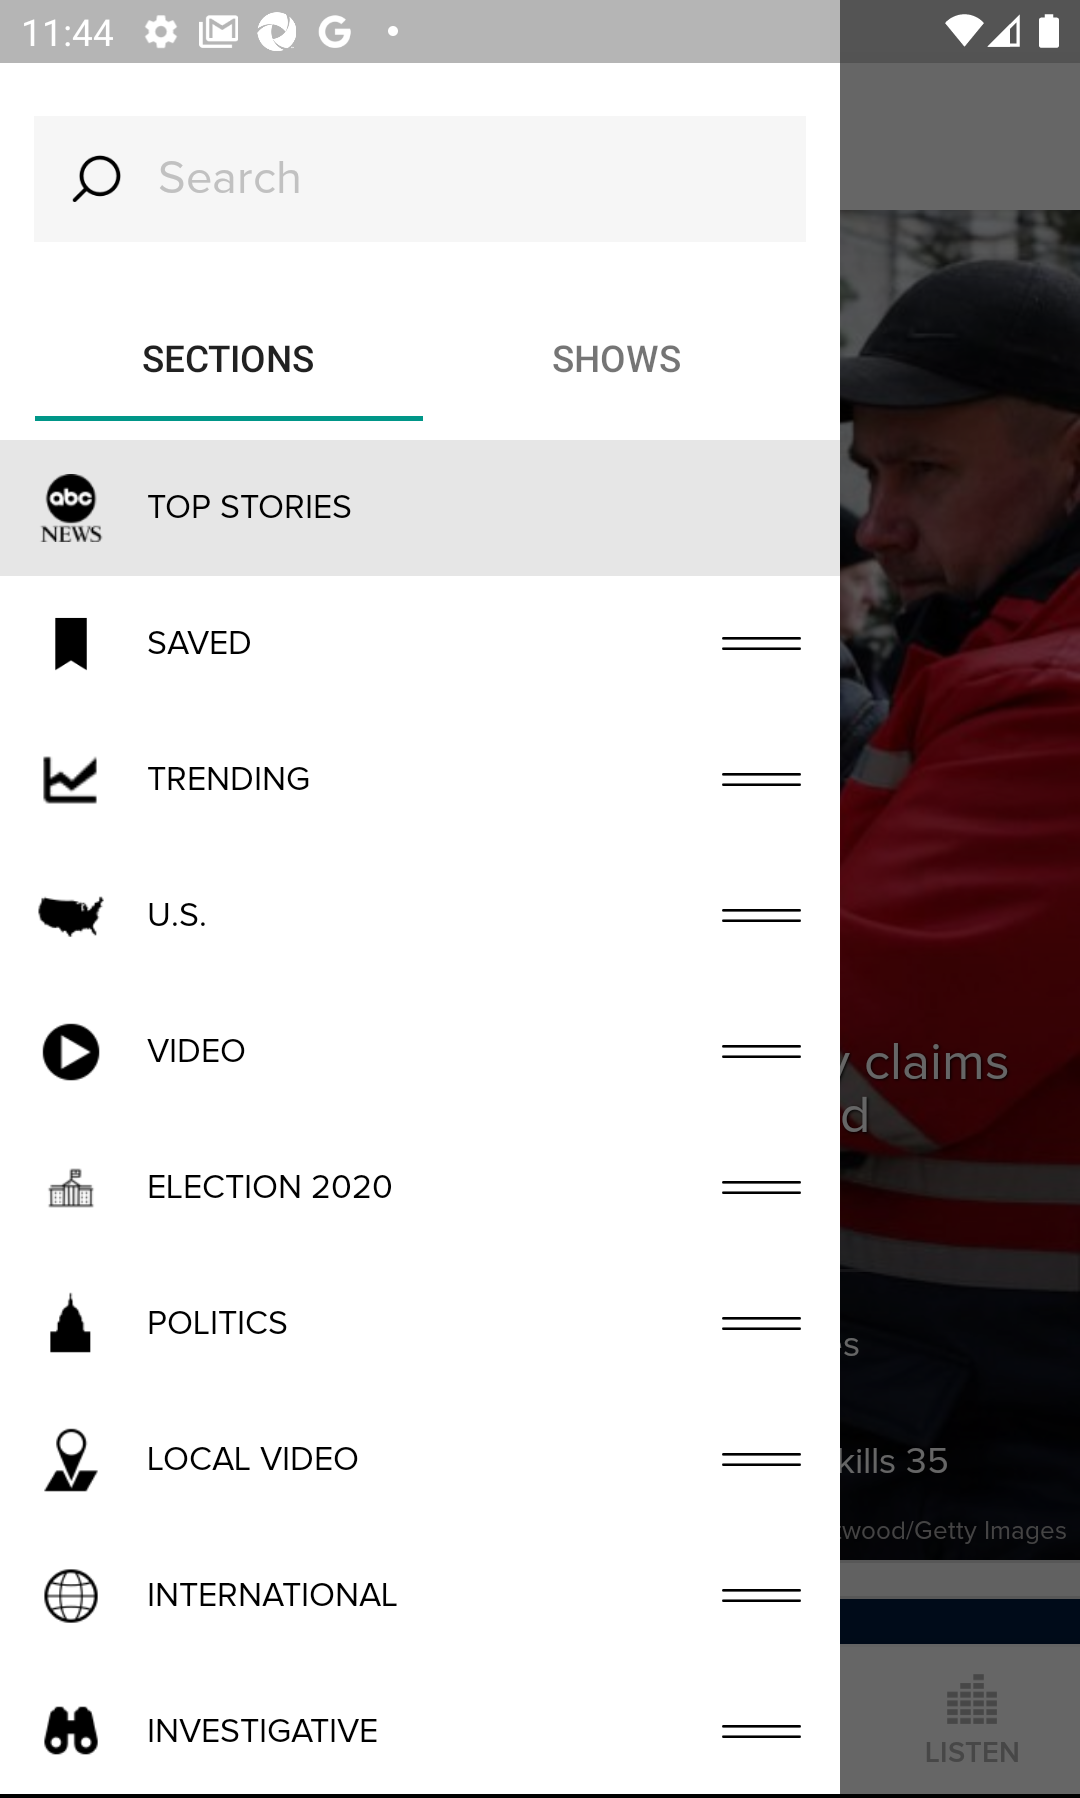 11:44
Search
SECTIONS
SHOWS
abc
NEWS
TOP STORIES
SAVED
TRENDING
U.S.
VIDEO
ELECTION 2020
POLITICS
LOCAL VIDEO
INTERNATIONAL
INVESTIGATIVE
claims
d
es
kills 35
wood/Getty Images
LISTEN